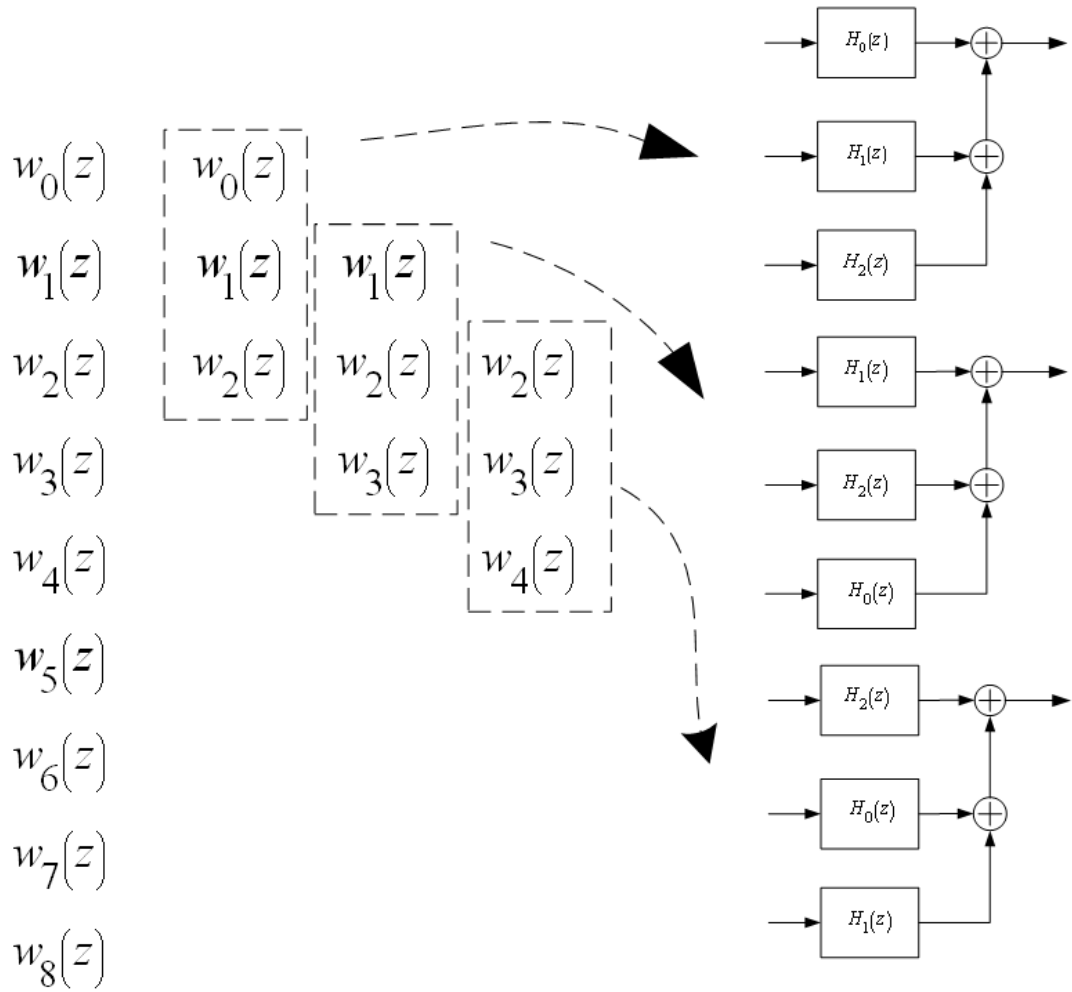 H₀(z)
w₀(z) w₀(z) H₁(z)
w₁(z) w₁(z) w₁(z) H₂(z)
w₂(z) w₂(z) w₂(z) w₂(z) H₁(z)
w₃(z) w₃(z) w₃(z) H₂(z)
w₄(z) w₄(z) H₀(z)
w₅(z) H₂(z)
w₆(z)
H₀(z)
w₇(z)
H₁(z)
w₈(z)